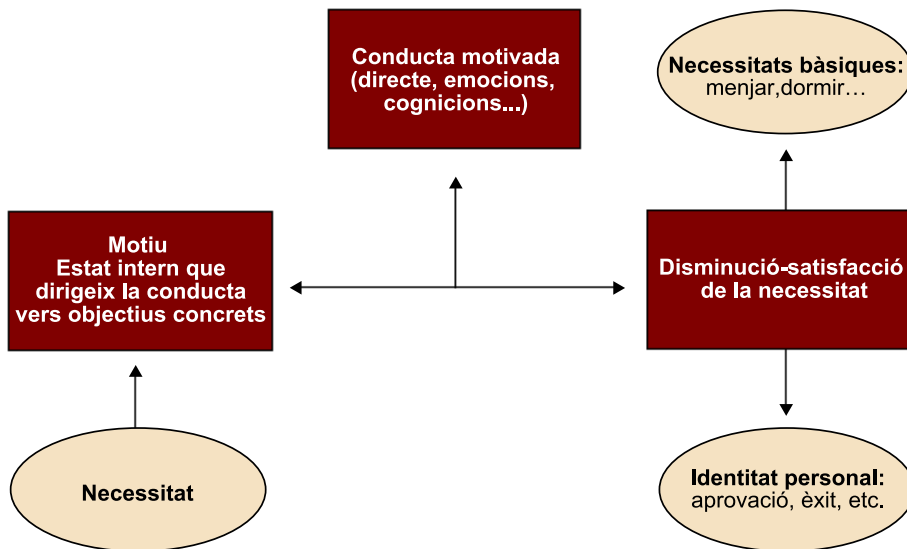 Conducta motivada
(directe, emocions,
cognicions...)
Necessitats bàsiques:
menjar,dormir…
Motiu
Estat intern que
dirigeix la conducta
vers objectius concrets
Disminució-satisfacció
de la necessitat
Necessitat
Identitat personal:
aprovació, èxit, etc.